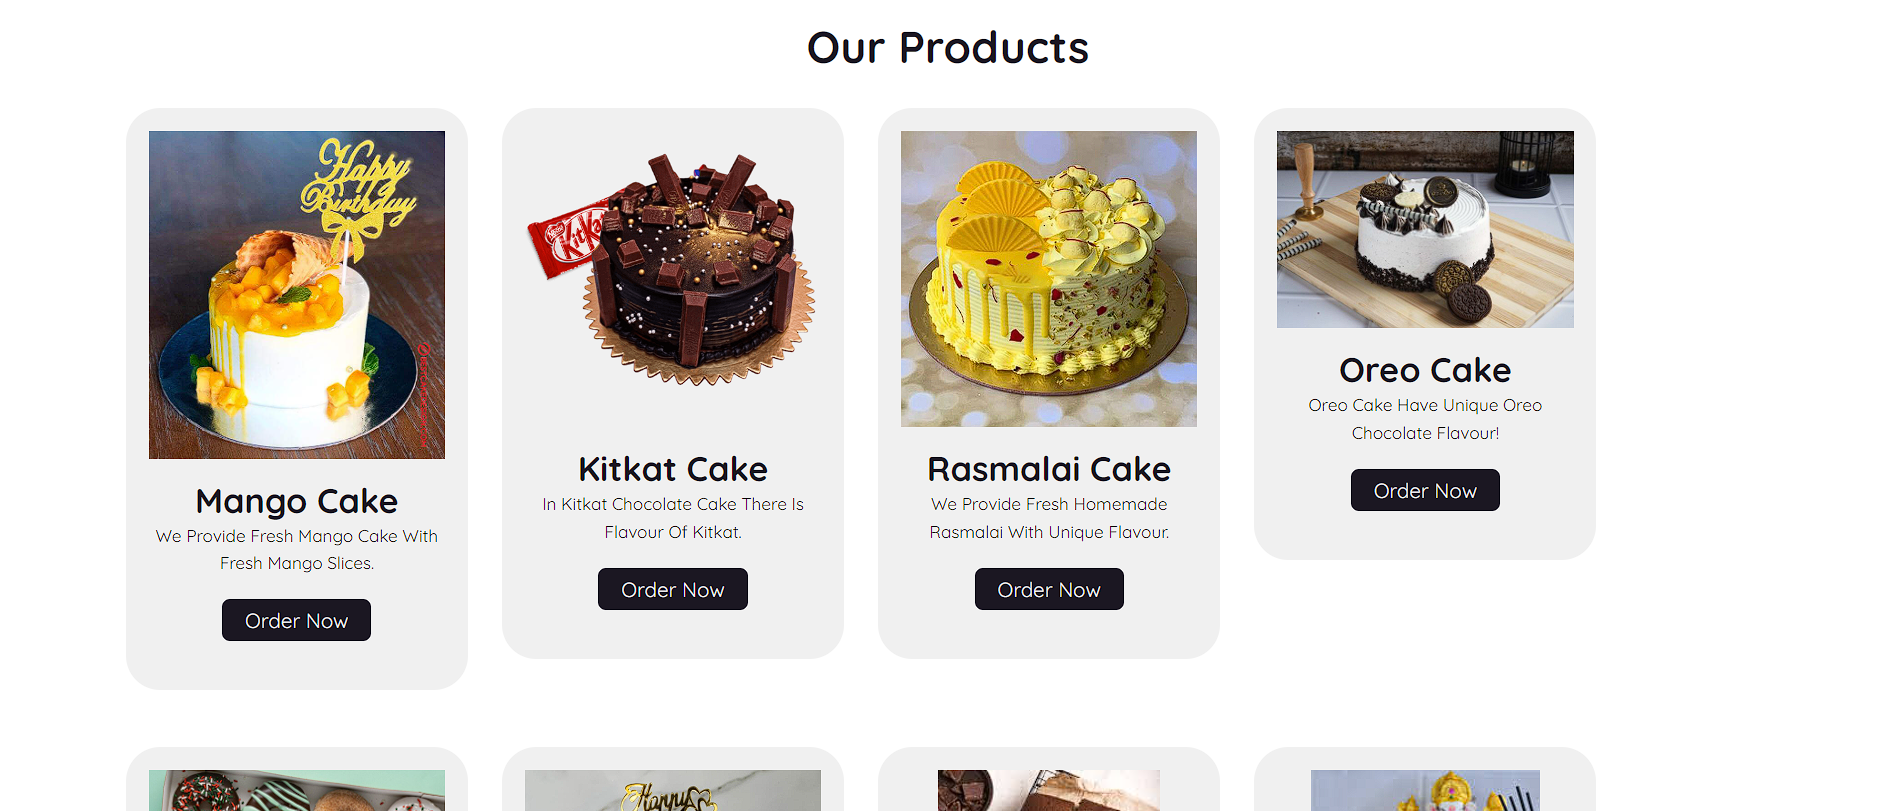 Our Products
Happy
Birthday
Mango Cake
We Provide Fresh Mango Cake With
Fresh Mango Slices.
Order Now
KitKat
Kitkat Cake
In Kitkat Chocolate Cake There Is
Flavour Of Kitkat.
Order Now
Rasmalai Cake
We Provide Fresh Homemade
Rasmalai With Unique Flavour.
Order Now
Oreo Cake
Oreo Cake Have Unique Oreo
Chocolate Flavour!
Order Now
Happy